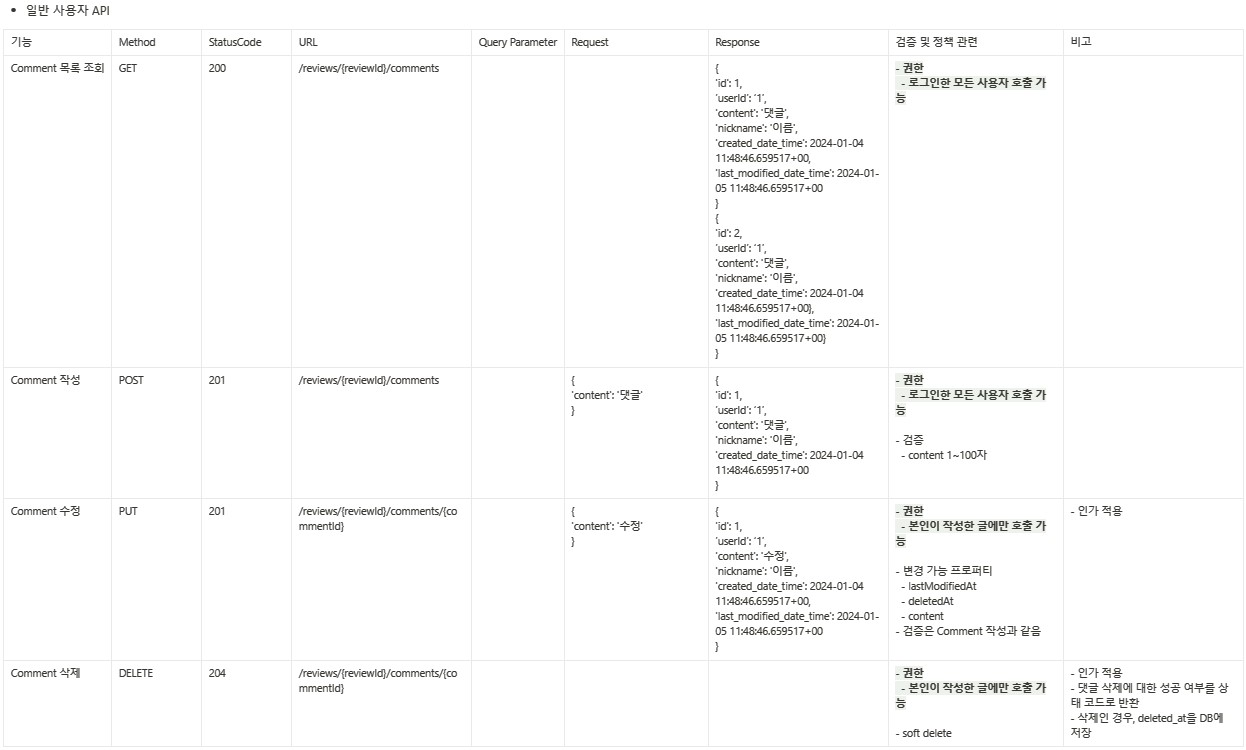 • 일반 사용자 API
기능 Method StatusCode URL Query Parameter Request Response 검증 및 정책 관련 비고
Comment 목록 조회 GET 200 /reviews/{reviewId}/comments
{
'id': 1,
'userId': '1',
'content': '댓글',
'nickname': '이름',
'created_date_time': 2024-01-04
11:48:46.659517+00,
'last_modified_date_time': 2024-01-
05 11:48:46.659517+00
}
{
'id': 2,
'userId': '1',
'content': '댓글',
'nickname': '이름',
'created_date_time': 2024-01-04
11:48:46.659517+00},
'last_modified_date_time': 2024-01-
05 11:48:46.659517+00}
}
- 권한
- 로그인한 모든 사용자 호출 가
능
Comment 작성 POST 201 /reviews/{reviewId}/comments
{
'content': '댓글'
}
{
'id': 1,
'userId': '1',
'content': '댓글',
'nickname': '이름',
'created_date_time': 2024-01-04
11:48:46.659517+00
}
- 권한
- 로그인한 모든 사용자 호출 가
능
- 검증
- content 1~100자
Comment 수정 PUT 201 /reviews/{reviewId}/comments/{co
mmentId}
{
'content': '수정'
}
{
'id': 1,
'userId': '1',
'content': '수정',
'nickname': '이름',
'created_date_time': 2024-01-04
11:48:46.659517+00,
'last_modified_date_time': 2024-01-
05 11:48:46.659517+00
}
- 권한
- 본인이 작성한 글에만 호출 가
능
- 변경 가능 프로퍼티
- lastModifiedAt
- deletedAt
- content
- 검증은 Comment 작성과 같음
- 인가 적용
Comment 삭제 DELETE 204 /reviews/{reviewId}/comments/{co
mmentId}
- 권한
- 본인이 작성한 글에만 호출 가
능
- soft delete
- 인가 적용
- 댓글 삭제에 대한 성공 여부를 상
태 코드로 반환
- 삭제인 경우, deleted_at을 DB에
저장